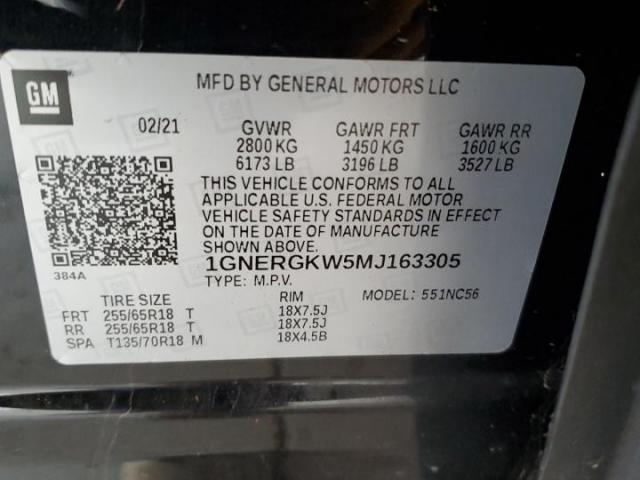 GM
MFD BY GENERAL MOTORS LLC
02/21 GVWR GAWR FRT GAWR RR
2800 KG 1450 KG 1600 KG
6173 LB 3196 LB 3527 LB
THIS VEHICLE CONFORMS TO ALL
APPLICABLE U.S. FEDERAL MOTOR
VEHICLE SAFETY STANDARDS IN EFFECT
ON THE DATE OF MANUFACTURE
SHOWN ABOVE.
384A
1GNERGKW5MJ163305
TYPE: M.P.V. MODEL: 551NC56
TIRE SIZE RIM
FRT 255/65R18 T 18X7.5J
RR 255/65R18 T 18X7.5J
SPA T135/70R18 M 18X4.5B